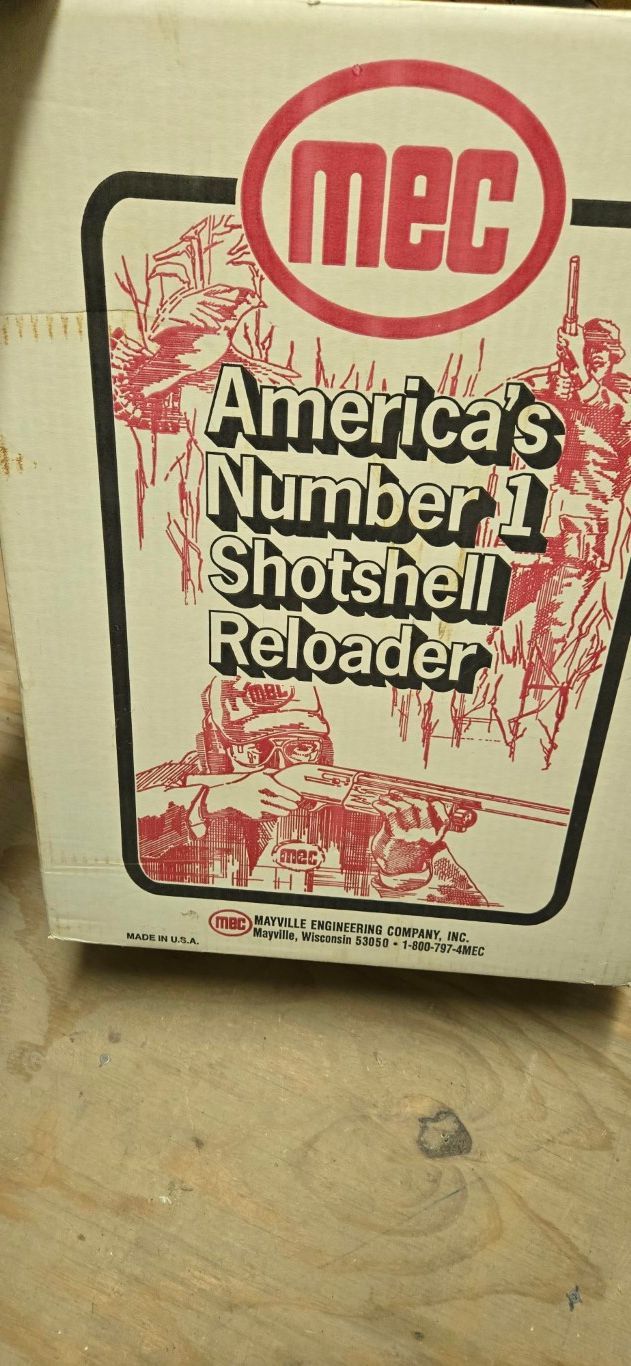 mec
America's
Number 1
Shotshell
Reloader
mec
mec
mec MAYVILLE ENGINEERING COMPANY, INC.
MADE IN U.S.A. Mayville, Wisconsin 53050 • 1-800-797-4MEC